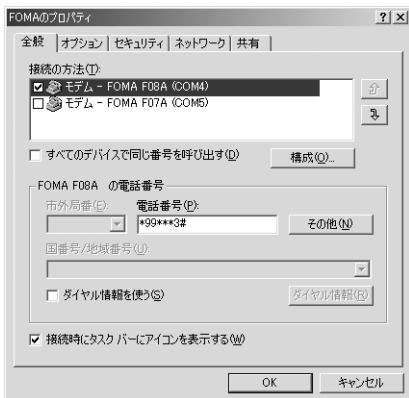 FOMAのプロパティ
全般 オプション セキュリティ ネットワーク 共有
接続の方法(T):
モデム - FOMA F08A (COM4)
モデム - FOMA F07A (COM5)
すべてのデバイスで同じ番号を呼び出す(D) 構成(O)...
FOMA F08A の電話番号
市外局番(E): 電話番号(P):
*99***3# その他(N)
国番号/地域番号(U):
ダイヤル情報を使う(S) ダイヤル情報(R)
接続時にタスク バーにアイコンを表示する(W)
OK キャンセル